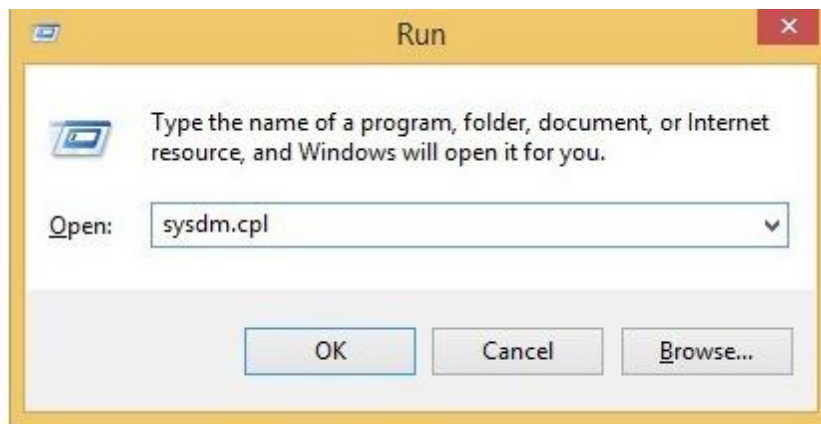 Run
Type the name of a program, folder, document, or Internet
resource, and Windows will open it for you.
Open: sysdm.cpl
OK Cancel Browse...